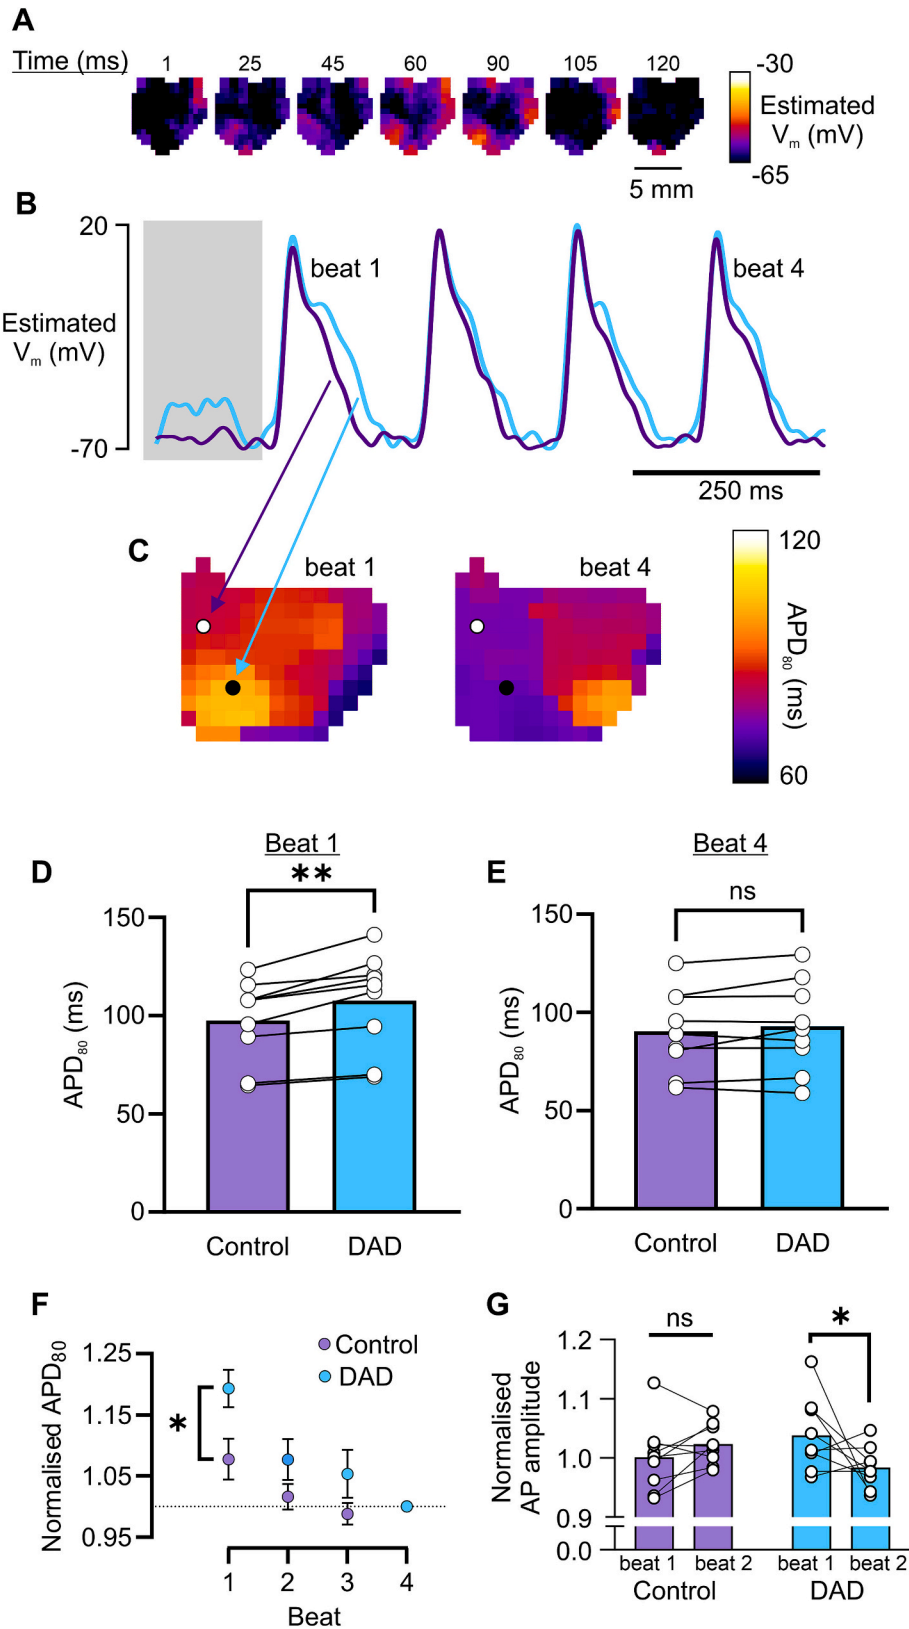 A
Time (ms) 1 25 45 60 90 105 120
-30
Estimated
Vm (mV)
-65
5 mm
B
20
beat 1
beat 4
Estimated
Vm (mV)
-70
250 ms
C
beat 1
beat 4
120
APD80 (ms)
60
Beat 1
Beat 4
D
**
150
100
50
0
APD80 (ms)
Control DAD
E
ns
150
100
50
0
APD80 (ms)
Control DAD
F
Control
DAD
1.25
1.15
1.05
0.95
Normalised APD80
*
1 2 3 4
Beat
G
ns
*
1.2
1.1
1.0
0.9
0.0
Normalised
AP amplitude
beat 1 beat 2 beat 1 beat 2
Control DAD